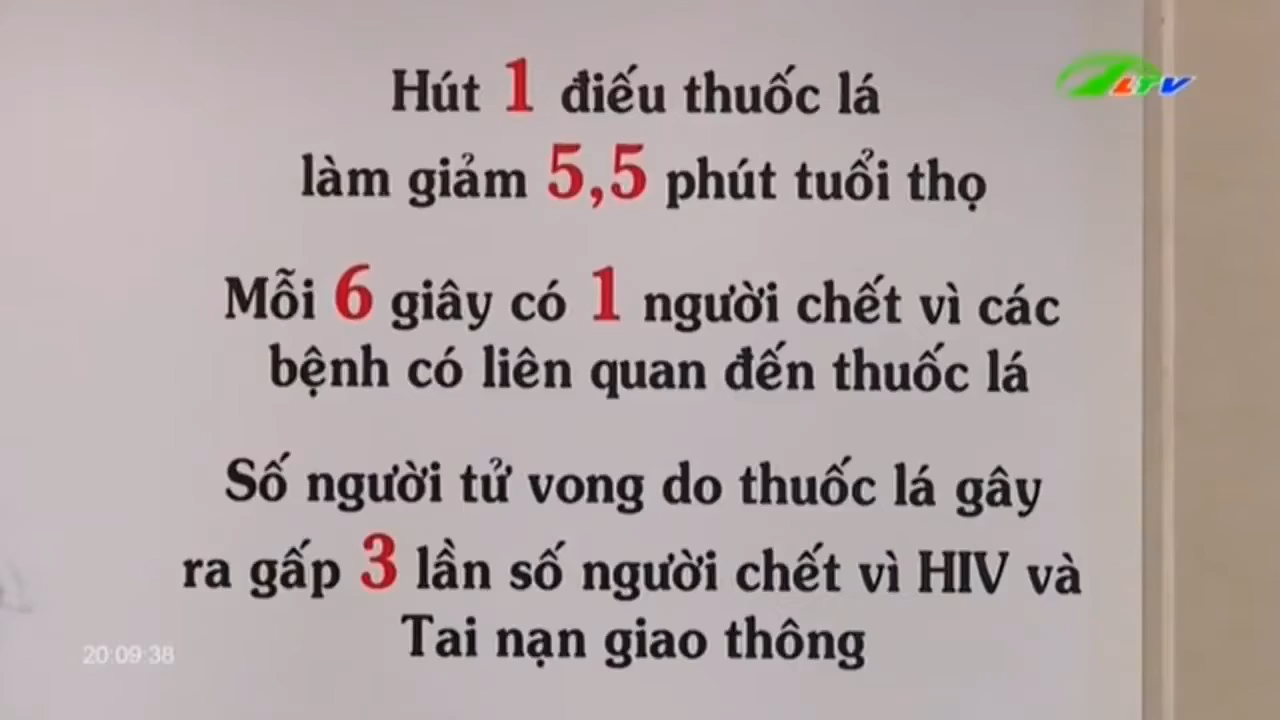 LTV
Hút 1 điếu thuốc lá
làm giảm 5,5 phút tuổi thọ
Mỗi 6 giây có 1 người chết vì các
bệnh có liên quan đến thuốc lá
Số người tử vong do thuốc lá gây
ra gấp 3 lần số người chết vì HIV và
Tai nạn giao thông
20:09:38